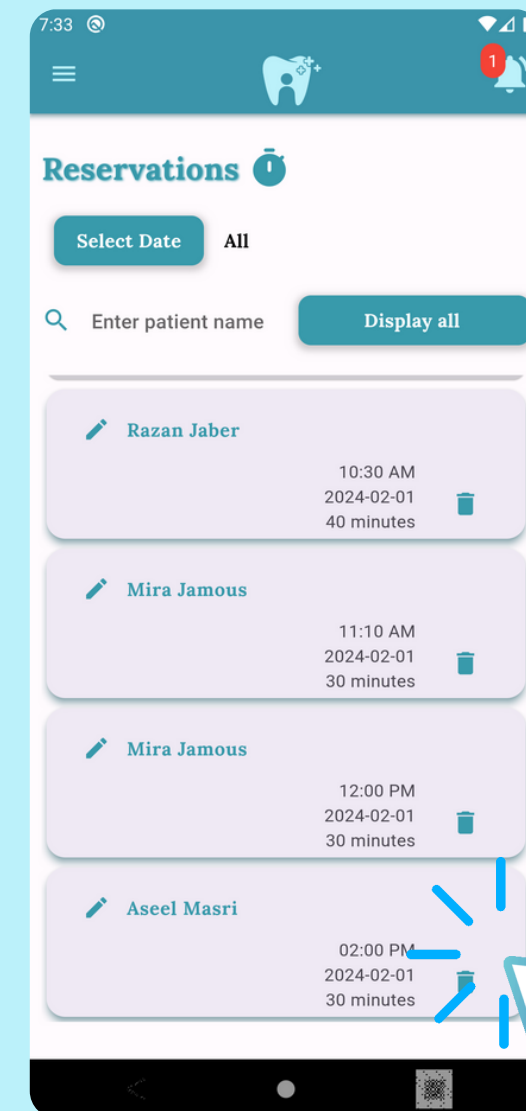 7:33
1
Reservations
Select Date All
Enter patient name Display all
Razan Jaber
10:30 AM
2024-02-01
40 minutes
Mira Jamous
11:10 AM
2024-02-01
30 minutes
Mira Jamous
12:00 PM
2024-02-01
30 minutes
Aseel Masri
02:00 PM
2024-02-01
30 minutes